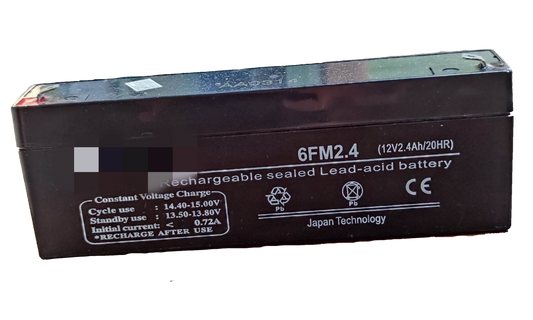 6FM2.4 (12V2.4Ah/20HR)
Rechargeable sealed Lead-acid battery
Constant Voltage Charge
Cycle use : 14.40-15.00V
Standby use : 13.50-13.80V
Initial current: < 0.72A
*RECHARGE AFTER USE
Pb Pb CE
Japan Technology